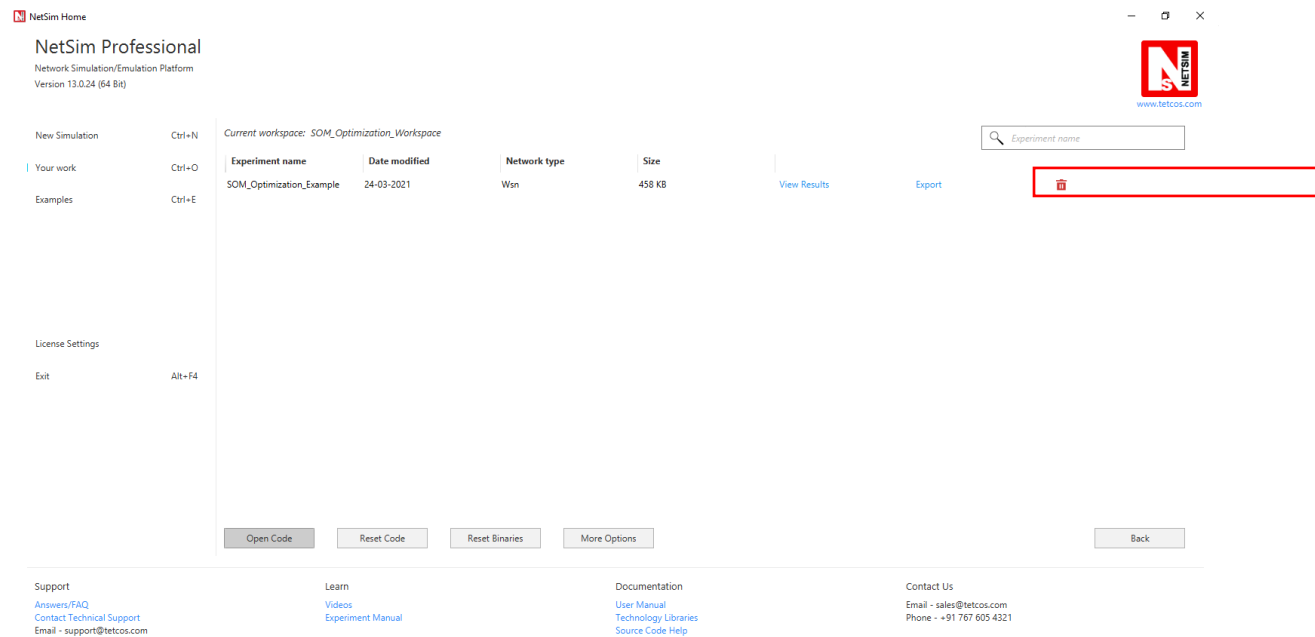 NetSim Home
NetSim Professional
Network Simulation/Emulation Platform
Version 13.0.24 (64 Bit)
NETSIM
www.tetcos.com
New Simulation Ctrl+N
Your work Ctrl+O
Examples Ctrl+E
License Settings
Exit Alt+F4
Current workspace: SOM_Optimization_Workspace
Experiment name
Experiment name Date modified Network type Size
SOM_Optimization_Example 24-03-2021 Wsn 458 KB View Results Export
Open Code Reset Code Reset Binaries More Options Back
Support
Answers/FAQ
Contact Technical Support
Email - support@tetcos.com
Learn
Videos
Experiment Manual
Documentation
User Manual
Technology Libraries
Source Code Help
Contact Us
Email - sales@tetcos.com
Phone - +91 767 605 4321